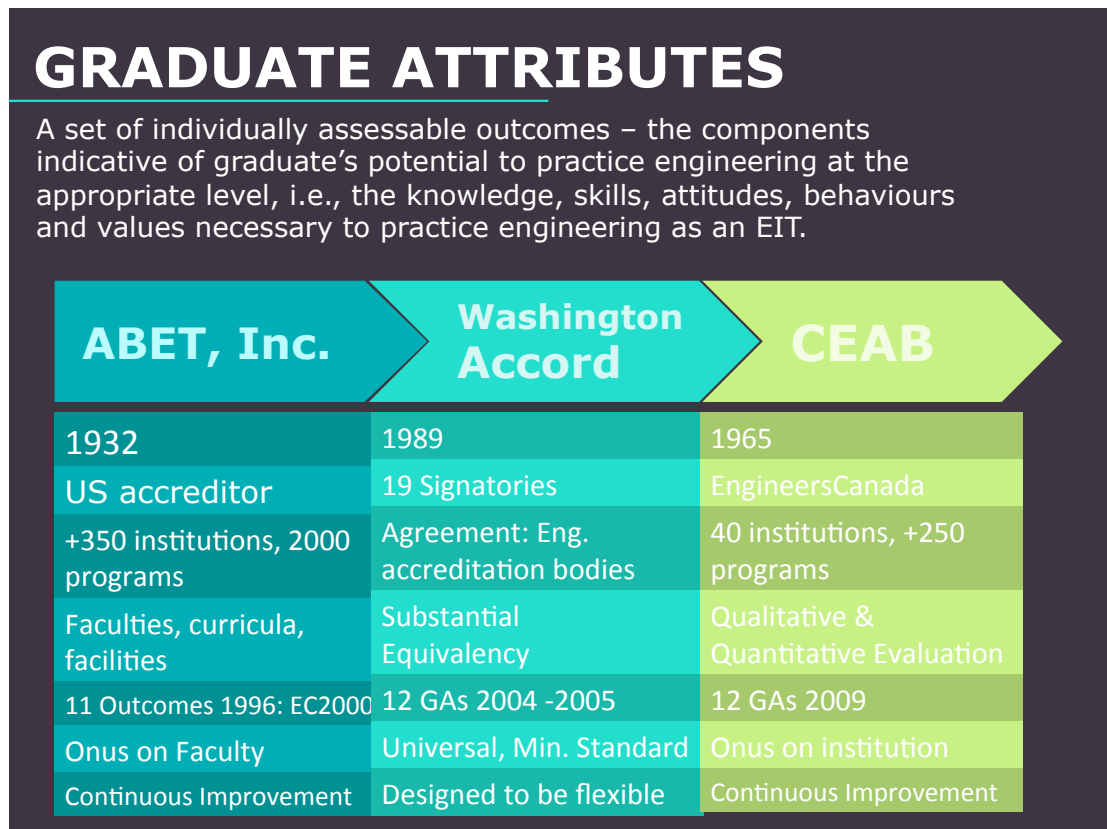 GRADUATE ATTRIBUTES
A set of individually assessable outcomes – the components
indicative of graduate’s potential to practice engineering at the
appropriate level, i.e., the knowledge, skills, attitudes, behaviours
and values necessary to practice engineering as an EIT.
ABET, Inc.
Washington
Accord
CEAB
1932
US accreditor
+350 institutions, 2000
programs
Faculties, curricula,
facilities
11 Outcomes 1996: EC2000
Onus on Faculty
Continuous Improvement
1989
19 Signatories
Agreement: Eng.
accreditation bodies
Substantial
Equivalency
12 GAs 2004 -2005
Universal, Min. Standard
Designed to be flexible
1965
EngineersCanada
40 institutions, +250
programs
Qualitative &
Quantitative Evaluation
12 GAs 2009
Onus on institution
Continuous Improvement